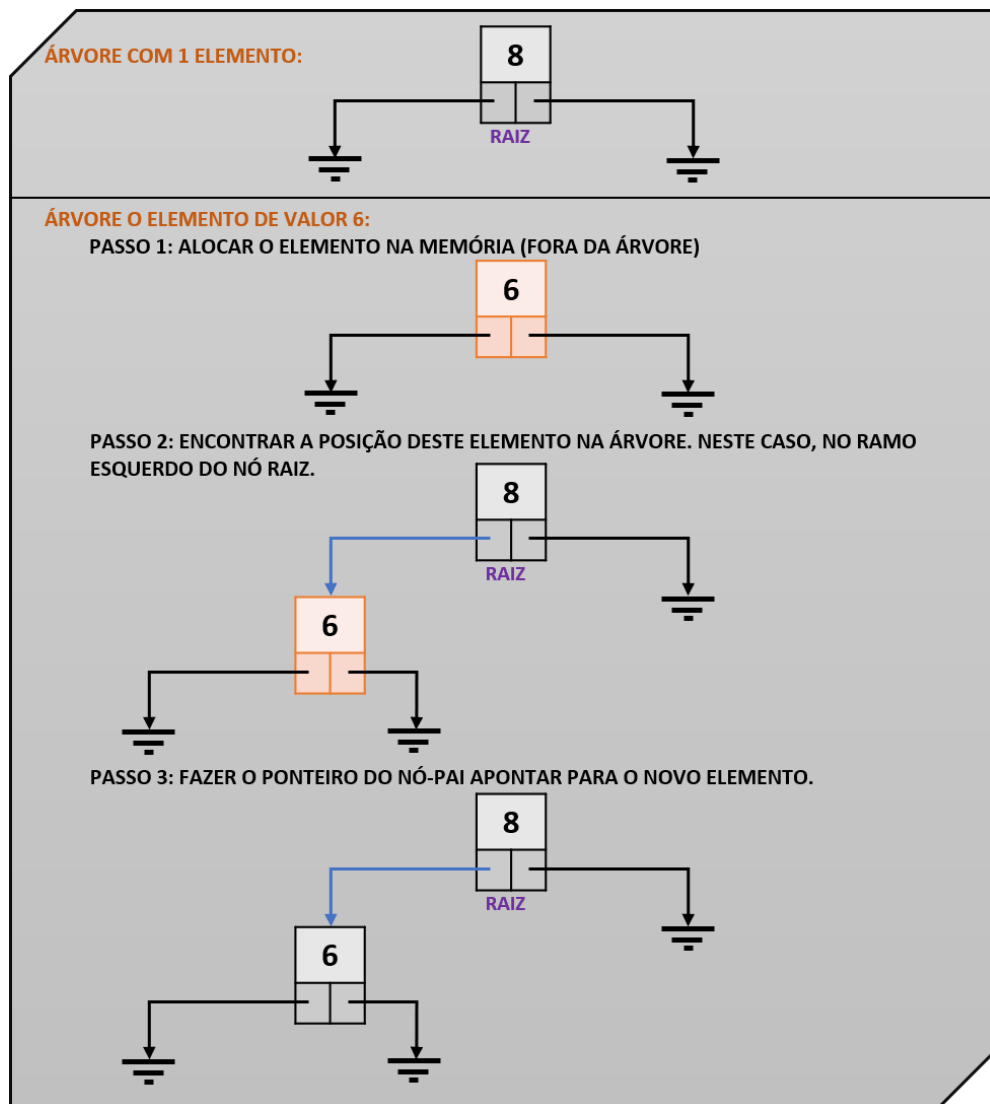 ÁRVORE COM 1 ELEMENTO:
8
RAIZ
ÁRVORE O ELEMENTO DE VALOR 6:
PASSO 1: ALOCAR O ELEMENTO NA MEMÓRIA (FORA DA ÁRVORE)
6
PASSO 2: ENCONTRAR A POSIÇÃO DESTE ELEMENTO NA ÁRVORE. NESTE CASO, NO RAMO
ESQUERDO DO NÓ RAIZ.
8
RAIZ
6
PASSO 3: FAZER O PONTEIRO DO NÓ-PAI APONTAR PARA O NOVO ELEMENTO.
8
RAIZ
6